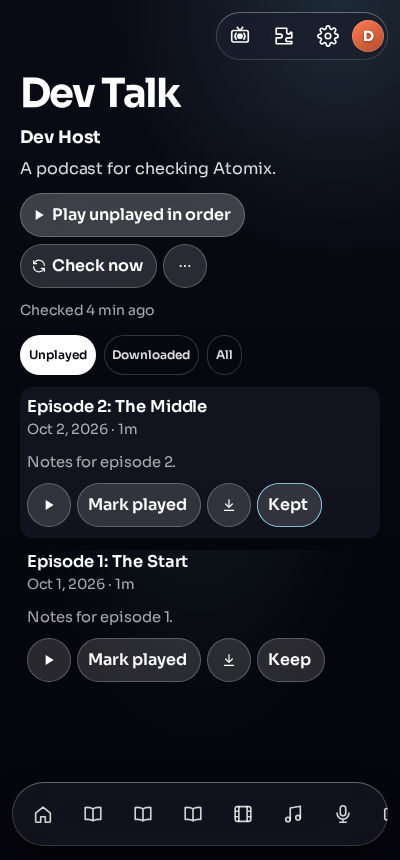 D
Dev Talk
Dev Host
A podcast for checking Atomix.
Play unplayed in order
Check now
Checked 4 min ago
Unplayed Downloaded All
Episode 2: The Middle
Oct 2, 2026 · 1m
Notes for episode 2.
Mark played Kept
Episode 1: The Start
Oct 1, 2026 · 1m
Notes for episode 1.
Mark played Keep